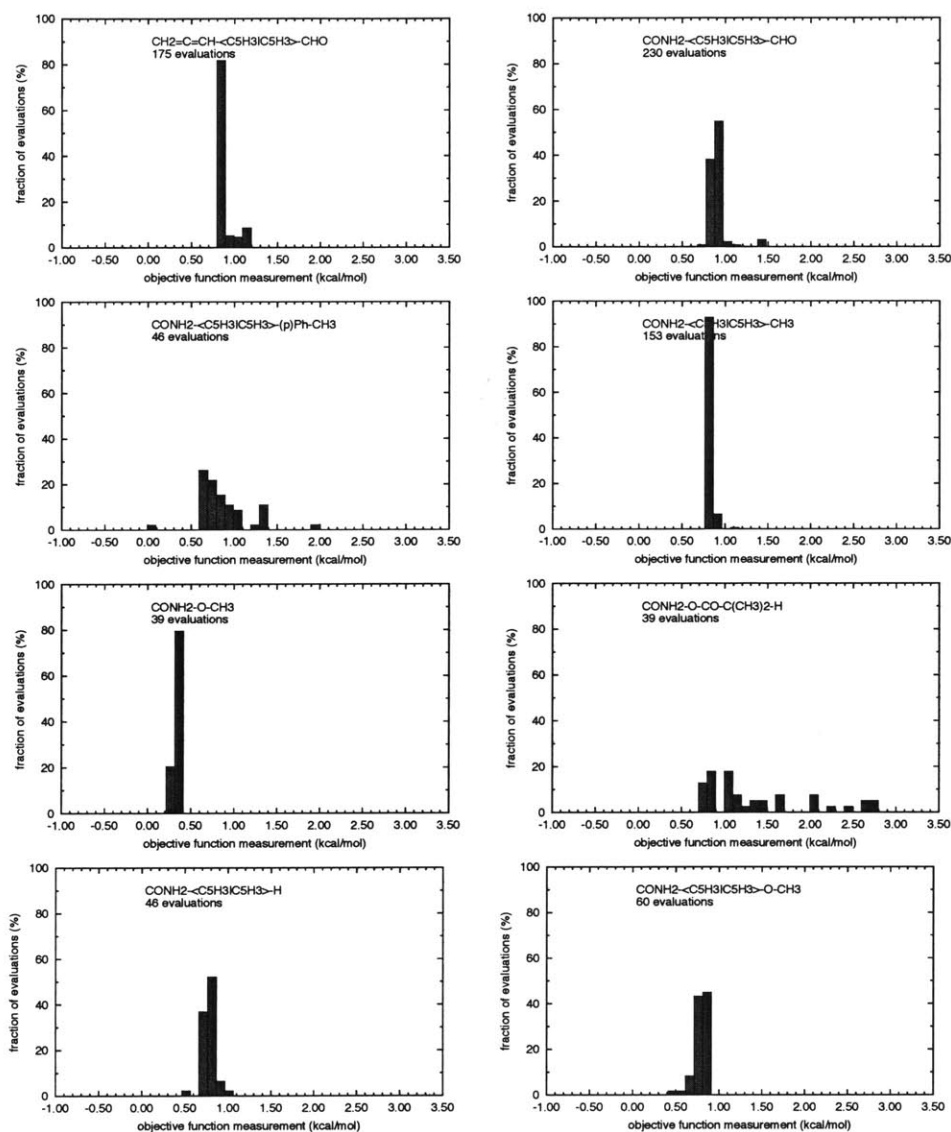 100
80
60
40
20
0
fraction of evaluations (%)
CH2=C=CH-<C5H3IC5H3>-CHO
175 evaluations
-1.00 -0.50 0.00 0.50 1.00 1.50 2.00 2.50 3.00 3.50
objective function measurement (kcal/mol)
100
80
60
40
20
0
fraction of evaluations (%)
CONH2-<C5H3IC5H3>-CHO
230 evaluations
-1.00 -0.50 0.00 0.50 1.00 1.50 2.00 2.50 3.00 3.50
objective function measurement (kcal/mol)
100
80
60
40
20
0
fraction of evaluations (%)
CONH2-<C5H3IC5H3>-(p)Ph-CH3
46 evaluations
-1.00 -0.50 0.00 0.50 1.00 1.50 2.00 2.50 3.00 3.50
objective function measurement (kcal/mol)
100
80
60
40
20
0
fraction of evaluations (%)
CONH2-<C5H3IC5H3>-CH3
153 evaluations
-1.00 -0.50 0.00 0.50 1.00 1.50 2.00 2.50 3.00 3.50
objective function measurement (kcal/mol)
100
80
60
40
20
0
fraction of evaluations (%)
CONH2-O-CH3
39 evaluations
-1.00 -0.50 0.00 0.50 1.00 1.50 2.00 2.50 3.00 3.50
objective function measurement (kcal/mol)
100
80
60
40
20
0
fraction of evaluations (%)
CONH2-O-CO-C(CH3)2-H
39 evaluations
-1.00 -0.50 0.00 0.50 1.00 1.50 2.00 2.50 3.00 3.50
objective function measurement (kcal/mol)
100
80
60
40
20
0
fraction of evaluations (%)
CONH2-<C5H3IC5H3>-H
46 evaluations
-1.00 -0.50 0.00 0.50 1.00 1.50 2.00 2.50 3.00 3.50
objective function measurement (kcal/mol)
100
80
60
40
20
0
fraction of evaluations (%)
CONH2-<C5H3IC5H3>-O-CH3
60 evaluations
-1.00 -0.50 0.00 0.50 1.00 1.50 2.00 2.50 3.00 3.50
objective function measurement (kcal/mol)